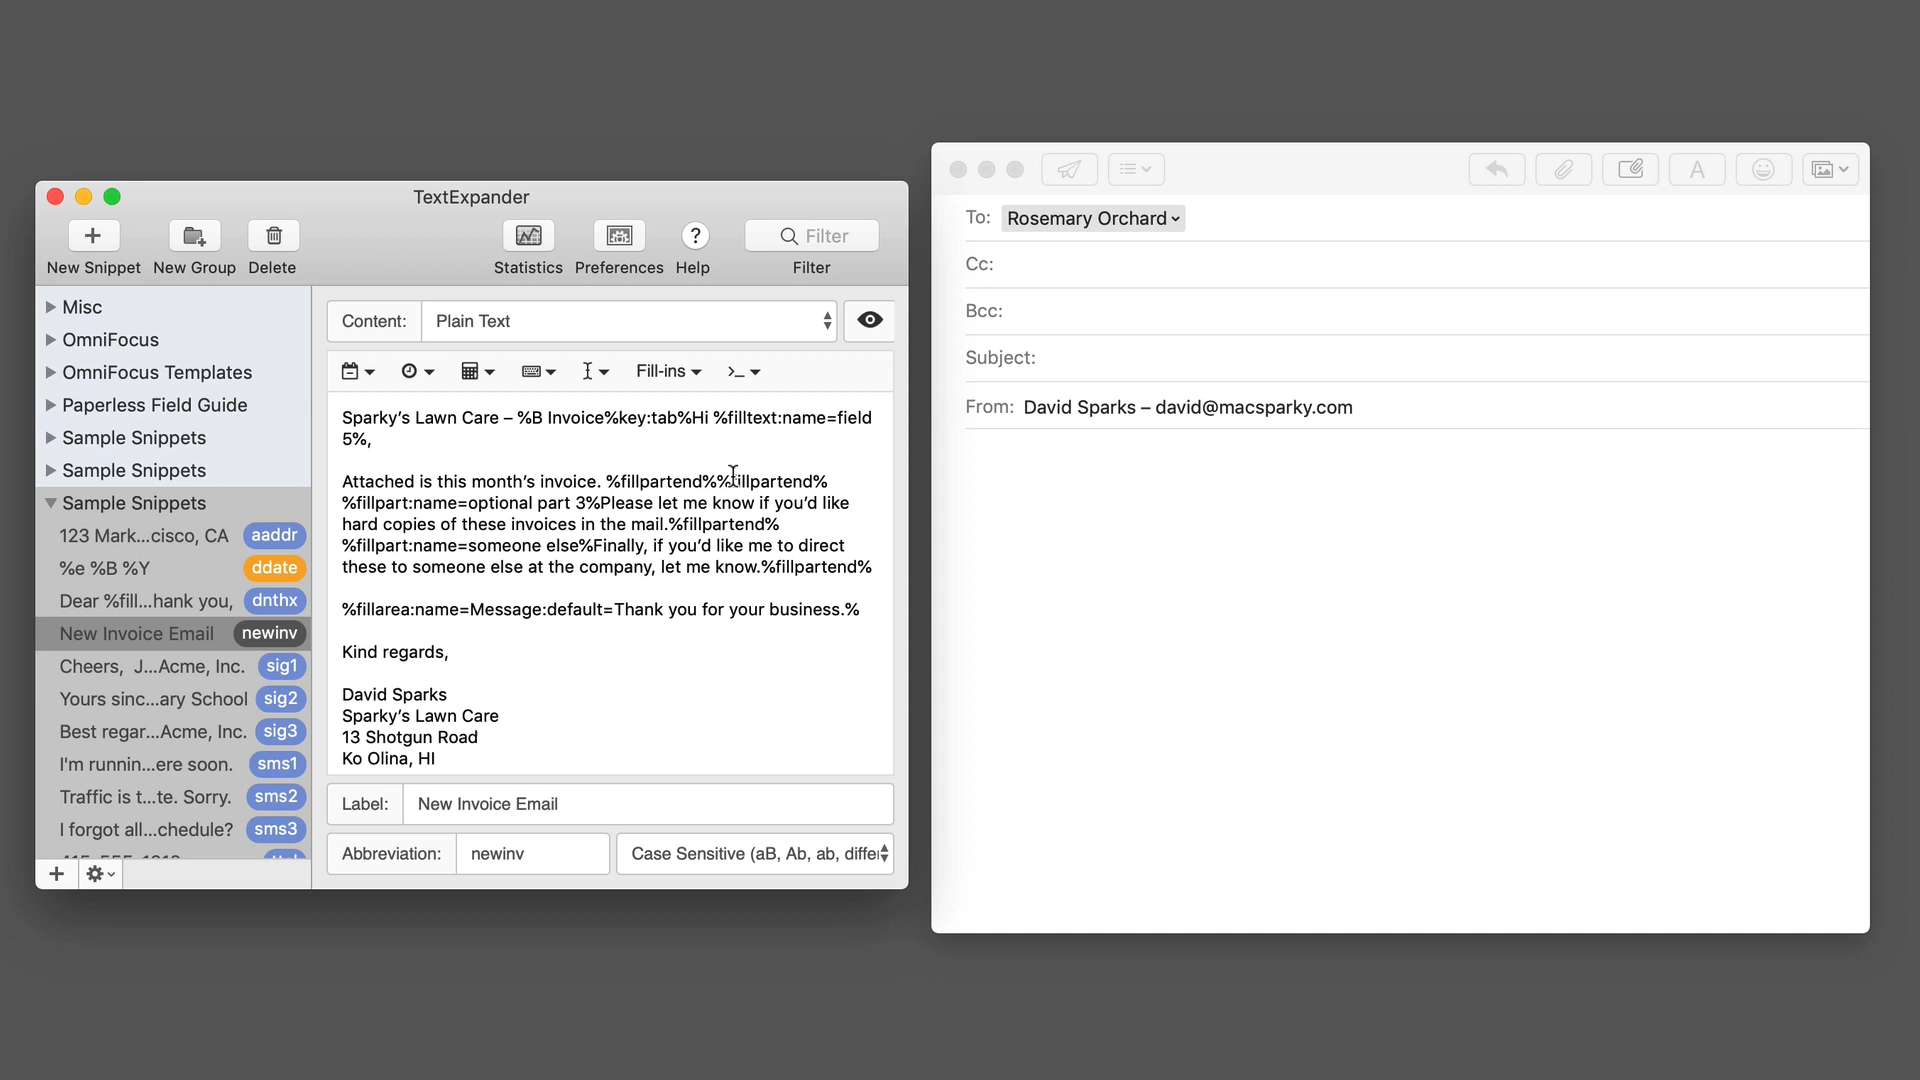 TextExpander
New Snippet
New Group
Delete
Statistics
Preferences
?
Help
Filter
Filter
Misc
OmniFocus
OmniFocus Templates
Paperless Field Guide
Sample Snippets
Sample Snippets
Sample Snippets
123 Mark...cisco, CA aaddr
%e %B %Y ddate
Dear %fill...hank you, dnthx
New Invoice Email newinv
Cheers, J...Acme, Inc. sig1
Yours sinc...ary School sig2
Best regar...Acme, Inc. sig3
I'm runnin...ere soon. sms1
Traffic is t...te. Sorry. sms2
I forgot all...chedule? sms3
Content: Plain Text
Fill-ins
Sparky’s Lawn Care – %B Invoice%key:tab%Hi %filltext:name=field
5%,
Attached is this month’s invoice. %fillpartend%%fillpartend%
%fillpart:name=optional part 3%Please let me know if you’d like
hard copies of these invoices in the mail.%fillpartend%
%fillpart:name=someone else%Finally, if you’d like me to direct
these to someone else at the company, let me know.%fillpartend%
%fillarea:name=Message:default=Thank you for your business.%
Kind regards,
David Sparks
Sparky’s Lawn Care
13 Shotgun Road
Ko Olina, HI
Label: New Invoice Email
Abbreviation: newinv
Case Sensitive (aB, Ab, ab, differ
To: Rosemary Orchard
Cc:
Bcc:
Subject:
From: David Sparks – david@macsparky.com